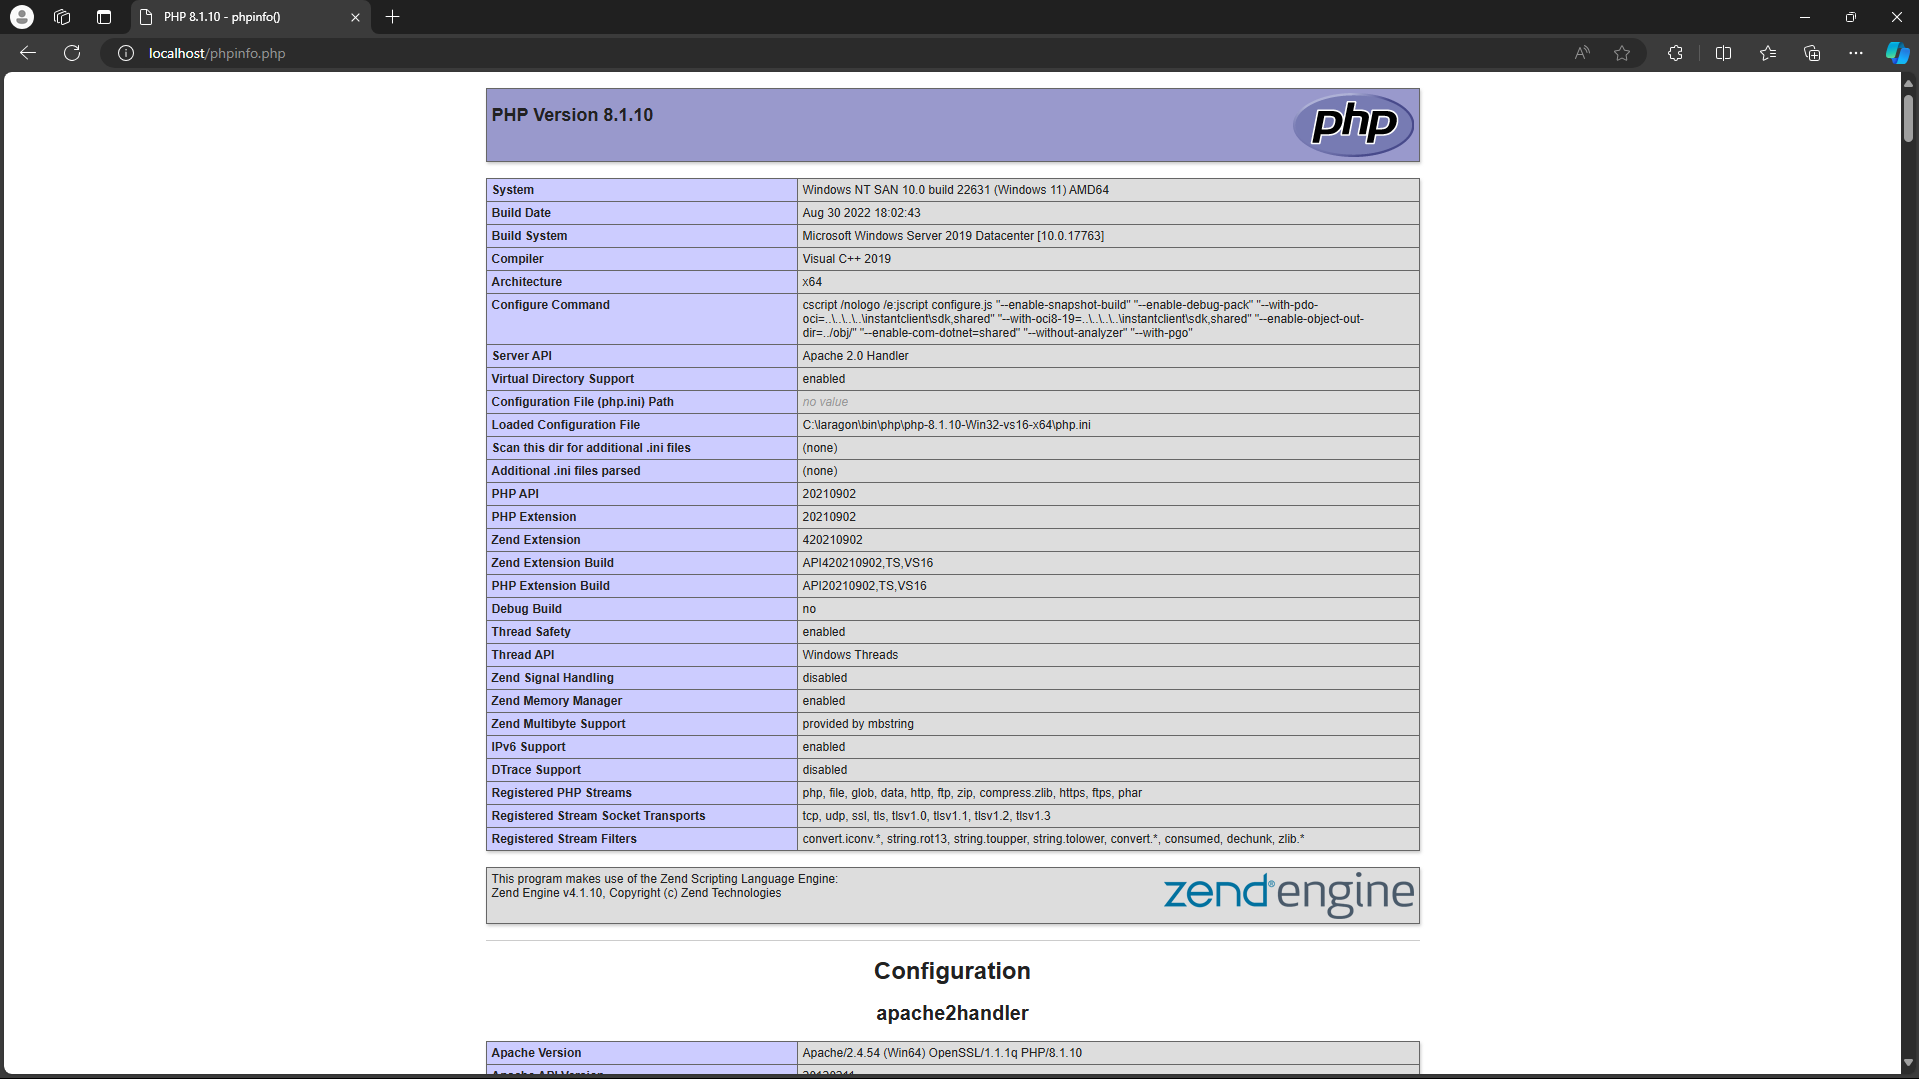 PHP 8.1.10 - phpinfo()
localhost/phpinfo.php
PHP Version 8.1.10
php
System Windows NT SAN 10.0 build 22631 (Windows 11) AMD64
Build Date Aug 30 2022 18:02:43
Build System Microsoft Windows Server 2019 Datacenter [10.0.17763]
Compiler Visual C++ 2019
Architecture x64
Configure Command cscript /nologo /e:jscript configure.js "--enable-snapshot-build" "--enable-debug-pack" "--with-pdo-
oci=..\..\..\..\instantclient\sdk,shared" "--with-oci8-19=..\..\..\..\instantclient\sdk,shared" "--enable-object-out-
dir=../obj/" "--enable-com-dotnet=shared" "--without-analyzer" "--with-pgo"
Server API Apache 2.0 Handler
Virtual Directory Support enabled
Configuration File (php.ini) Path no value
Loaded Configuration File C:\laragon\bin\php\php-8.1.10-Win32-vs16-x64\php.ini
Scan this dir for additional .ini files (none)
Additional .ini files parsed (none)
PHP API 20210902
PHP Extension 20210902
Zend Extension 420210902
Zend Extension Build API420210902,TS,VS16
PHP Extension Build API20210902,TS,VS16
Debug Build no
Thread Safety enabled
Thread API Windows Threads
Zend Signal Handling disabled
Zend Memory Manager enabled
Zend Multibyte Support provided by mbstring
IPv6 Support enabled
DTrace Support disabled
Registered PHP Streams php, file, glob, data, http, ftp, zip, compress.zlib, https, ftps, phar
Registered Stream Socket Transports tcp, udp, ssl, tls, tlsv1.0, tlsv1.1, tlsv1.2, tlsv1.3
Registered Stream Filters convert.iconv.*, string.rot13, string.toupper, string.tolower, convert.*, consumed, dechunk, zlib.*
This program makes use of the Zend Scripting Language Engine:
Zend Engine v4.1.10, Copyright (c) Zend Technologies
zend® engine
Configuration
apache2handler
Apache Version Apache/2.4.54 (Win64) OpenSSL/1.1.1q PHP/8.1.10
Apache API Version